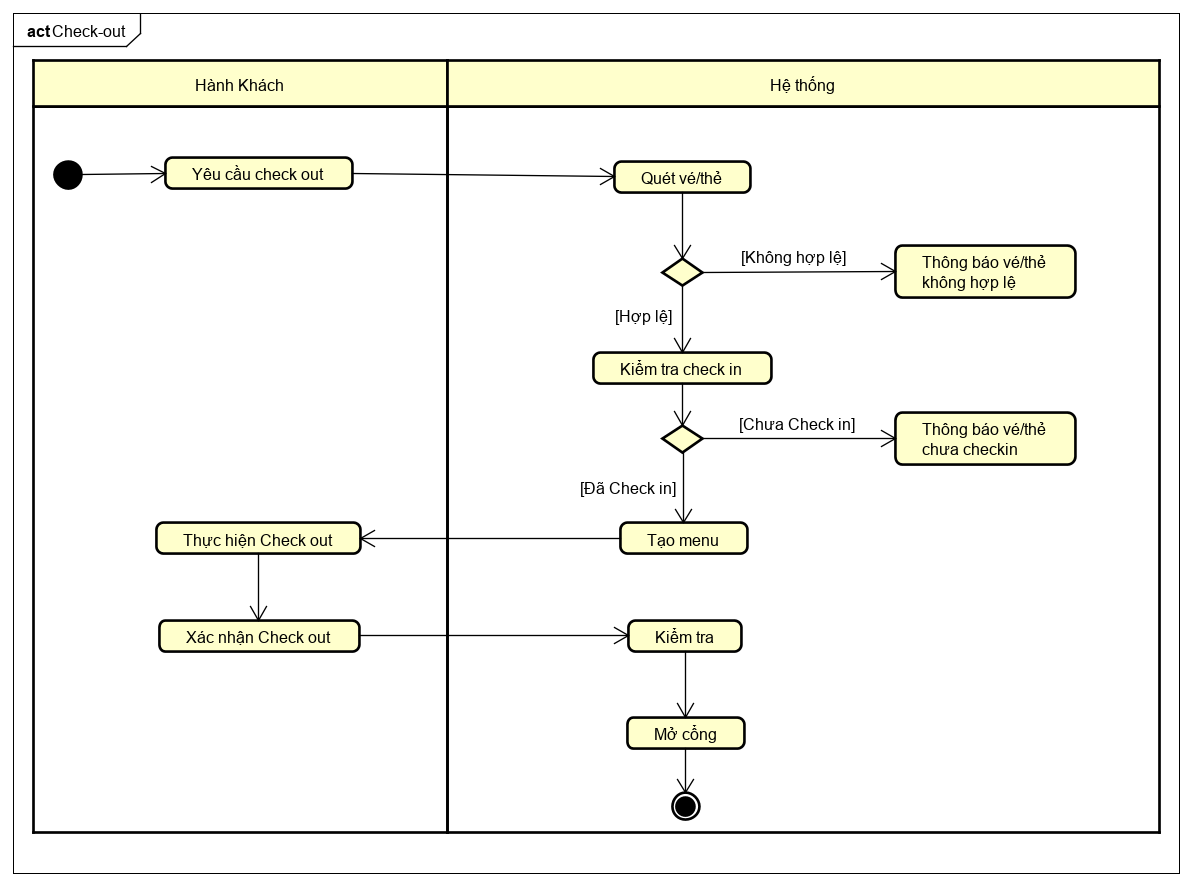 act Check-out
Hành Khách
Hệ thống
Yêu cầu check out
Quét vé/thẻ
[Không hợp lệ]
Thông báo vé/thẻ
không hợp lệ
[Hợp lệ]
Kiểm tra check in
[Chưa Check in]
Thông báo vé/thẻ
chưa checkin
[Đã Check in]
Thực hiện Check out
Tạo menu
Xác nhận Check out
Kiểm tra
Mở cổng